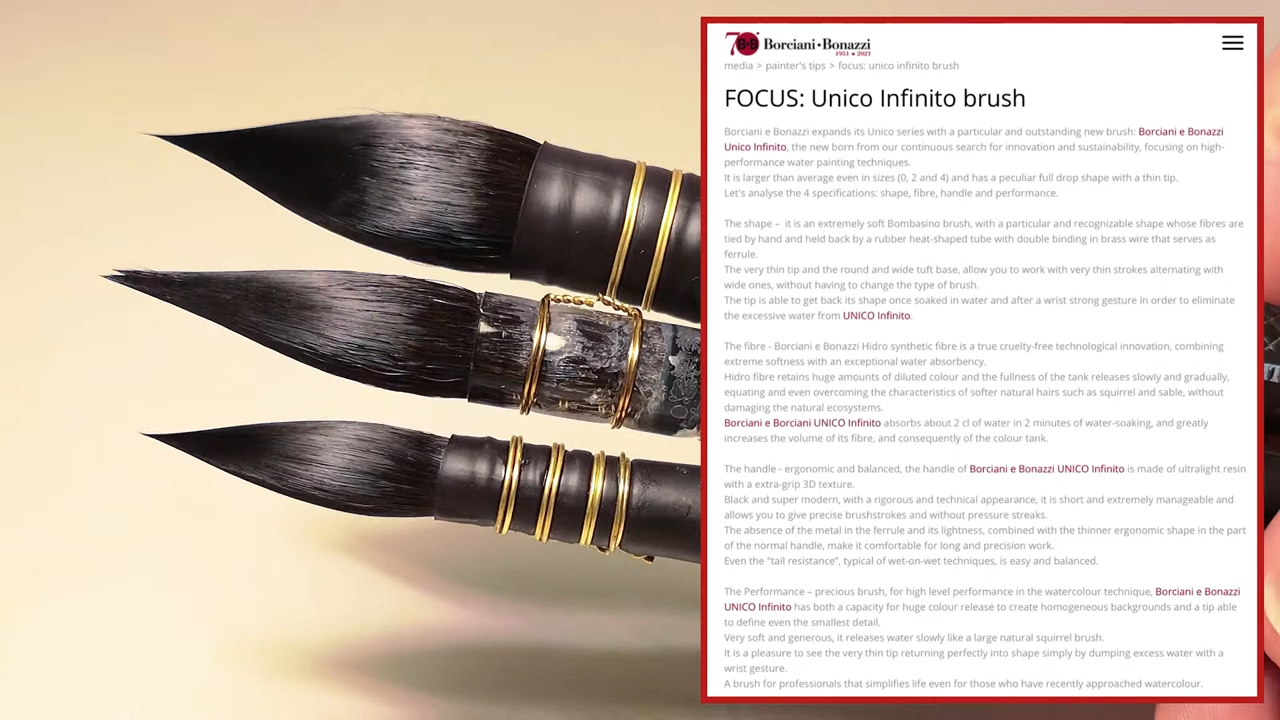 70 B·B Borciani·Bonazzi
1951 • 2021
media > painter's tips > focus: unico infinito brush
FOCUS: Unico Infinito brush
Borciani e Bonazzi expands its Unico series with a particular and outstanding new brush: Borciani e Bonazzi
Unico Infinito, the new born from our continuous search for innovation and sustainability, focusing on high-
performance water painting techniques.
It is larger than average even in sizes (0, 2 and 4) and has a peculiar full drop shape with a thin tip.
Let's analyse the 4 specifications: shape, fibre, handle and performance.
The shape –  it is an extremely soft Bombasino brush, with a particular and recognizable shape whose fibres are
tied by hand and held back by a rubber heat-shaped tube with double binding in brass wire that serves as
ferrule.
The very thin tip and the round and wide tuft base, allow you to work with very thin strokes alternating with
wide ones, without having to change the type of brush.
The tip is able to get back its shape once soaked in water and after a wrist strong gesture in order to eliminate
the excessive water from UNICO Infinito.
The fibre - Borciani e Bonazzi Hidro synthetic fibre is a true cruelty-free technological innovation, combining
extreme softness with an exceptional water absorbency.
Hidro fibre retains huge amounts of diluted colour and the fullness of the tank releases slowly and gradually,
equating and even overcoming the characteristics of softer natural hairs such as squirrel and sable, without
damaging the natural ecosystems.
Borciani e Borciani UNICO Infinito absorbs about 2 cl of water in 2 minutes of water-soaking, and greatly
increases the volume of its fibre, and consequently of the colour tank.
The handle - ergonomic and balanced, the handle of Borciani e Bonazzi UNICO Infinito is made of ultralight resin
with a extra-grip 3D texture.
Black and super modern, with a rigorous and technical appearance, it is short and extremely manageable and
allows you to give precise brushstrokes and without pressure streaks.
The absence of the metal in the ferrule and its lightness, combined with the thinner ergonomic shape in the part
of the normal handle, make it comfortable for long and precision work.
Even the "tail resistance", typical of wet-on-wet techniques, is easy and balanced.
The Performance – precious brush, for high level performance in the watercolour technique, Borciani e Bonazzi
UNICO Infinito has both a capacity for huge colour release to create homogeneous backgrounds and a tip able
to define even the smallest detail.
Very soft and generous, it releases water slowly like a large natural squirrel brush.
It is a pleasure to see the very thin tip returning perfectly into shape simply by dumping excess water with a
wrist gesture.
A brush for professionals that simplifies life even for those who have recently approached watercolour.